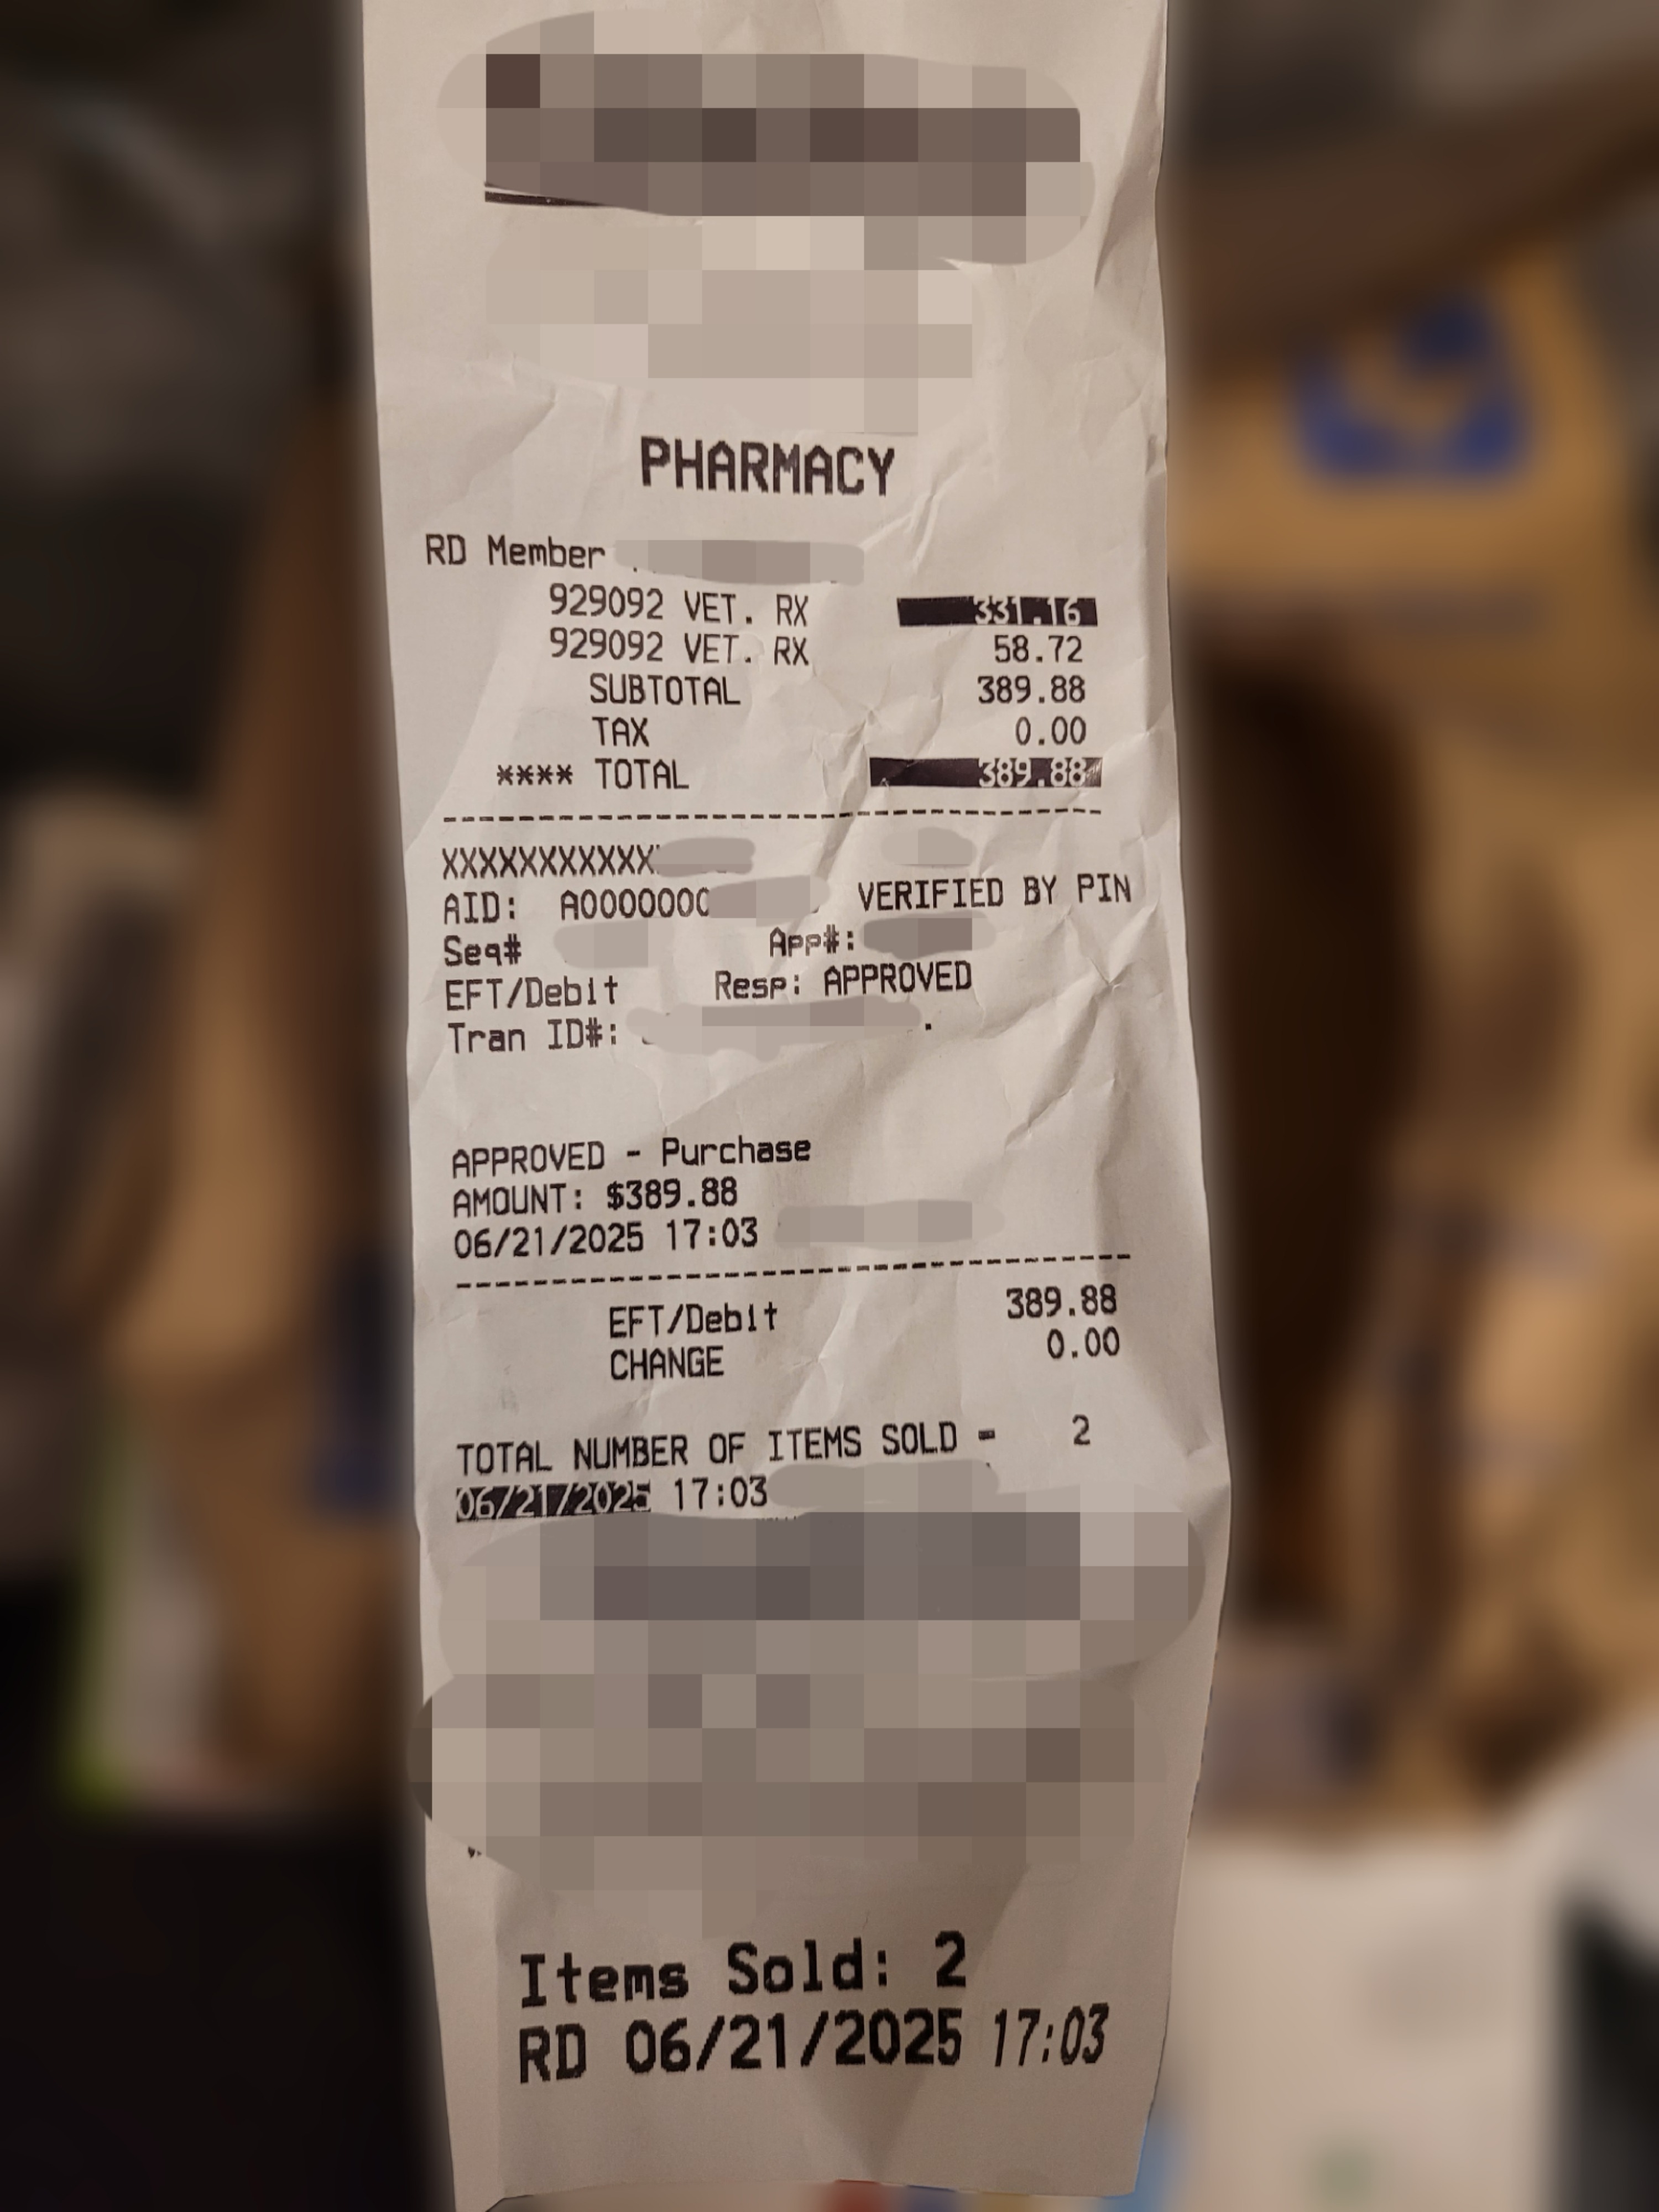 PHARMACY
RD Member
929092 VET. RX 331.16
929092 VET. RX 58.72
SUBTOTAL 389.88
TAX 0.00
**** TOTAL 389.88
XXXXXXXXXXX
AID: A0000000 VERIFIED BY PIN
Seq# App#:
EFT/Debit Resp: APPROVED
Tran ID#:
APPROVED - Purchase
AMOUNT: $389.88
06/21/2025 17:03
EFT/Debit 389.88
CHANGE 0.00
TOTAL NUMBER OF ITEMS SOLD = 2
06/21/2025 17:03
Items Sold: 2
RD 06/21/2025 17:03